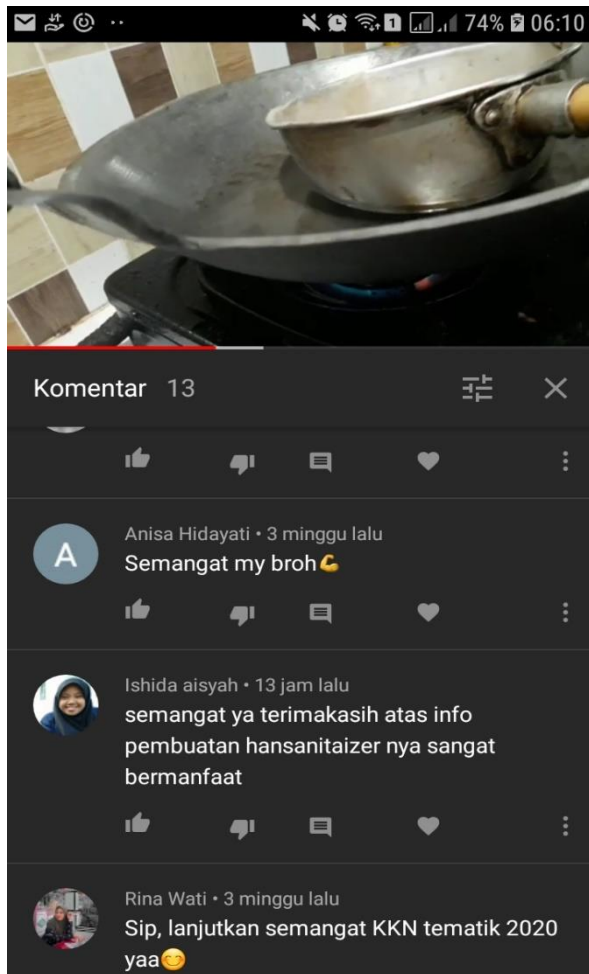 1 74% 06:10
Komentar 13
Anisa Hidayati • 3 minggu lalu
Semangat my broh💪
A
Ishida aisyah • 13 jam lalu
semangat ya terimakasih atas info
pembuatan hansanitaizer nya sangat
bermanfaat
Rina Wati • 3 minggu lalu
Sip, lanjutkan semangat KKN tematik 2020
yaa😊